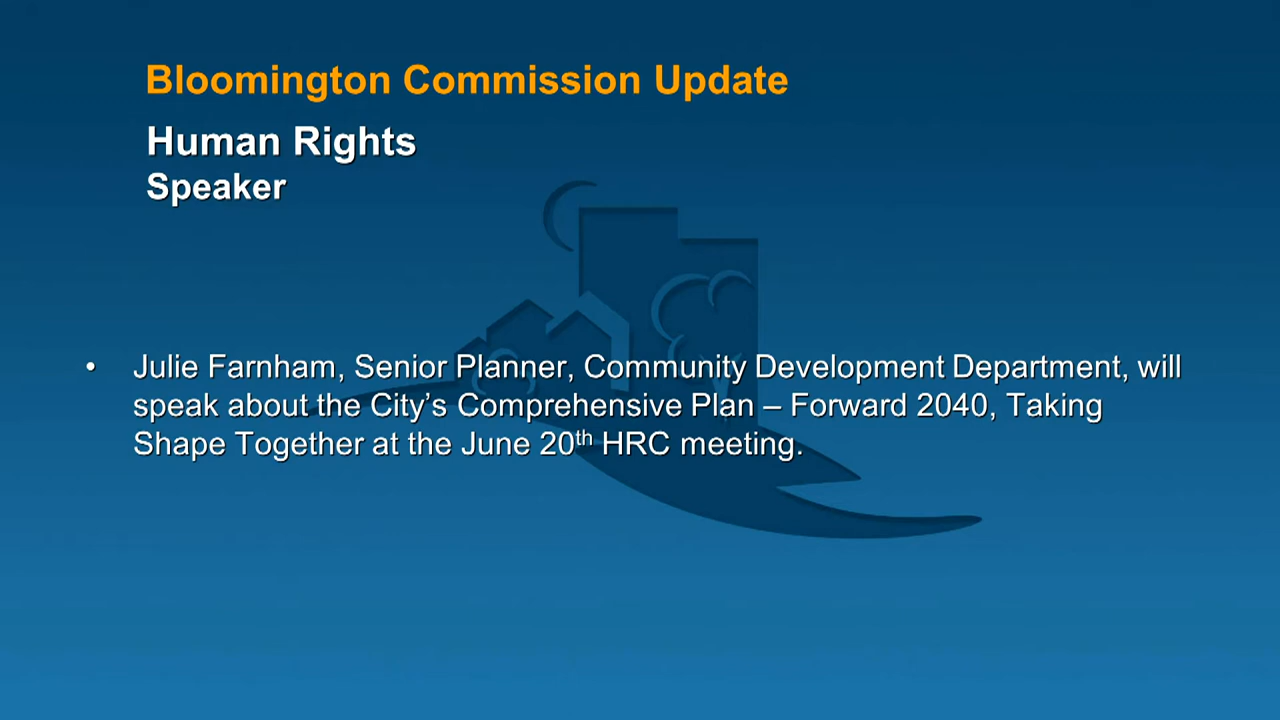 Bloomington Commission Update
Human Rights
Speaker
• Julie Farnham, Senior Planner, Community Development Department, will
speak about the City’s Comprehensive Plan – Forward 2040, Taking
Shape Together at the June 20th HRC meeting.